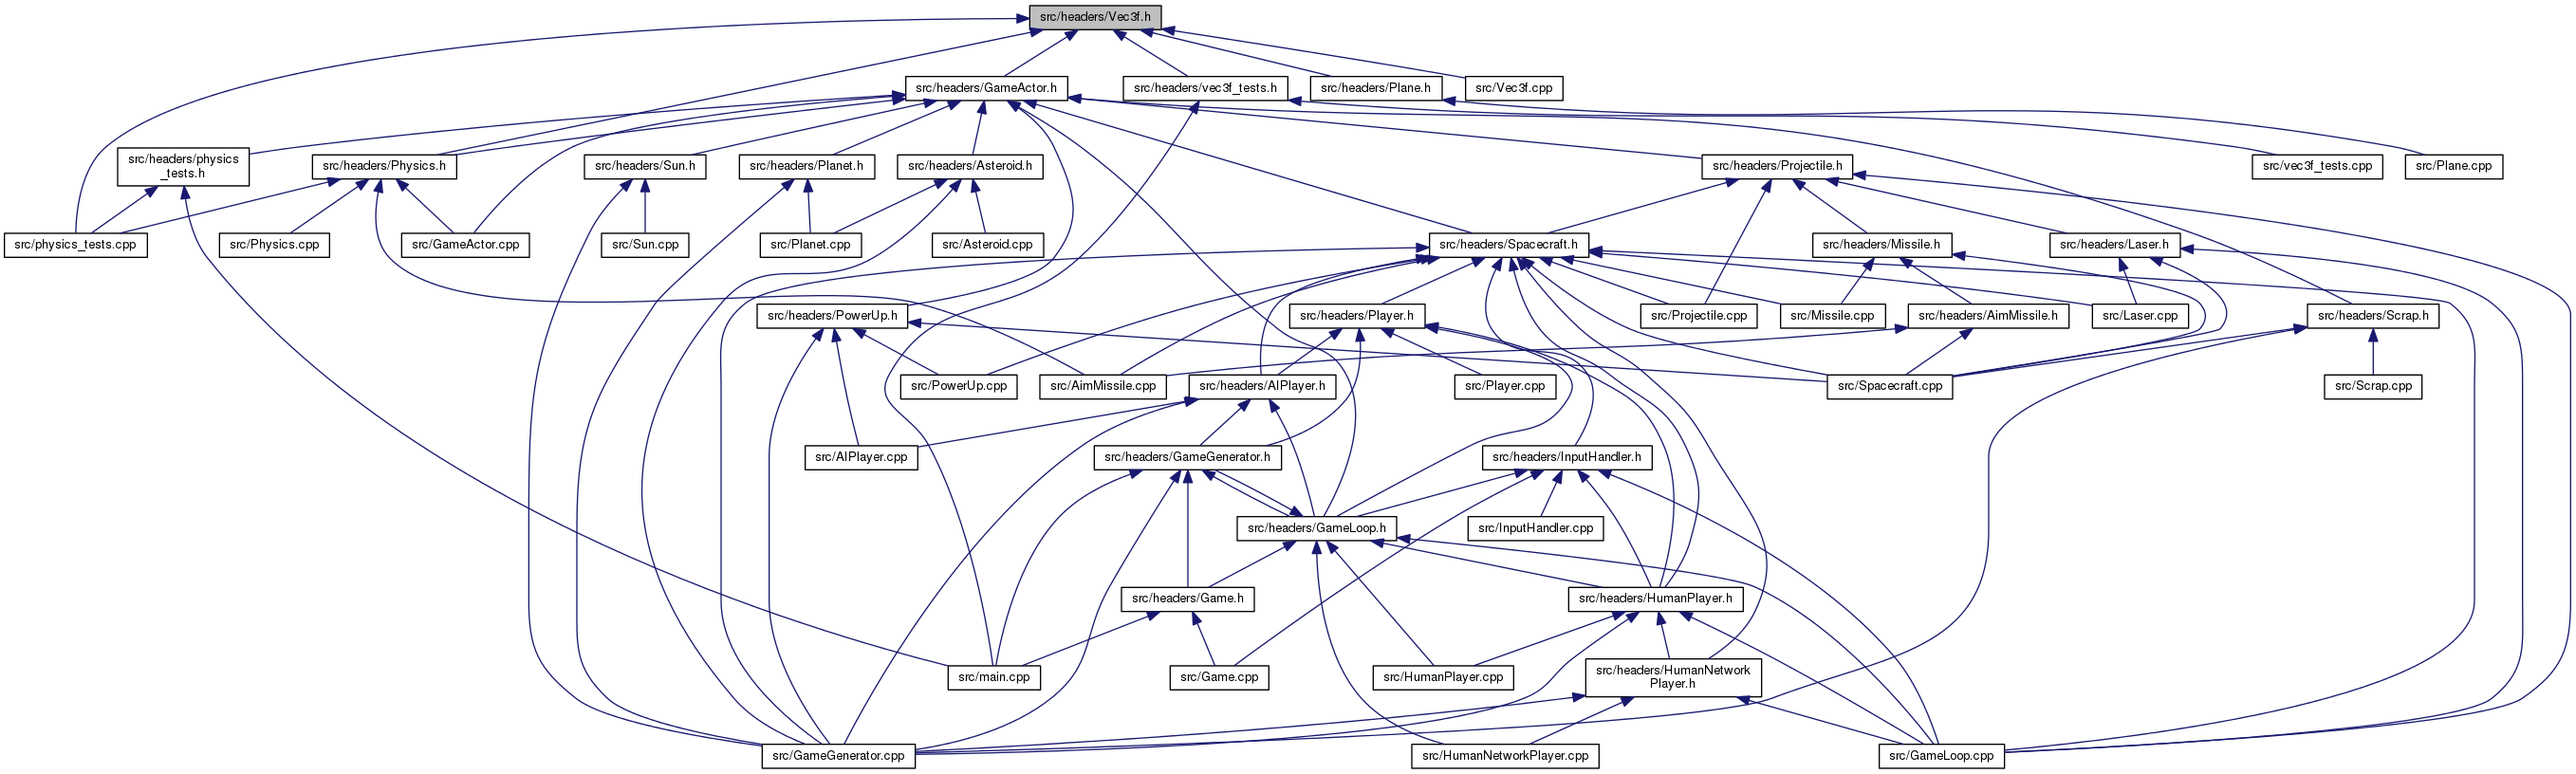 src/headers/Vec3f.h
src/headers/GameActor.h
src/headers/vec3f_tests.h
src/headers/Plane.h
src/Vec3f.cpp
src/headers/physics
_tests.h
src/headers/Physics.h
src/headers/Sun.h
src/headers/Planet.h
src/headers/Asteroid.h
src/headers/Projectile.h
src/vec3f_tests.cpp
src/Plane.cpp
src/physics_tests.cpp
src/Physics.cpp
src/GameActor.cpp
src/Sun.cpp
src/Planet.cpp
src/Asteroid.cpp
src/headers/Spacecraft.h
src/headers/Missile.h
src/headers/Laser.h
src/headers/PowerUp.h
src/headers/Player.h
src/Projectile.cpp
src/Missile.cpp
src/headers/AimMissile.h
src/Laser.cpp
src/headers/Scrap.h
src/PowerUp.cpp
src/AimMissile.cpp
src/headers/AIPlayer.h
src/Player.cpp
src/Spacecraft.cpp
src/Scrap.cpp
src/AIPlayer.cpp
src/headers/GameGenerator.h
src/headers/InputHandler.h
src/headers/GameLoop.h
src/InputHandler.cpp
src/headers/Game.h
src/headers/HumanPlayer.h
src/main.cpp
src/Game.cpp
src/HumanPlayer.cpp
src/headers/HumanNetwork
Player.h
src/GameGenerator.cpp
src/HumanNetworkPlayer.cpp
src/GameLoop.cpp